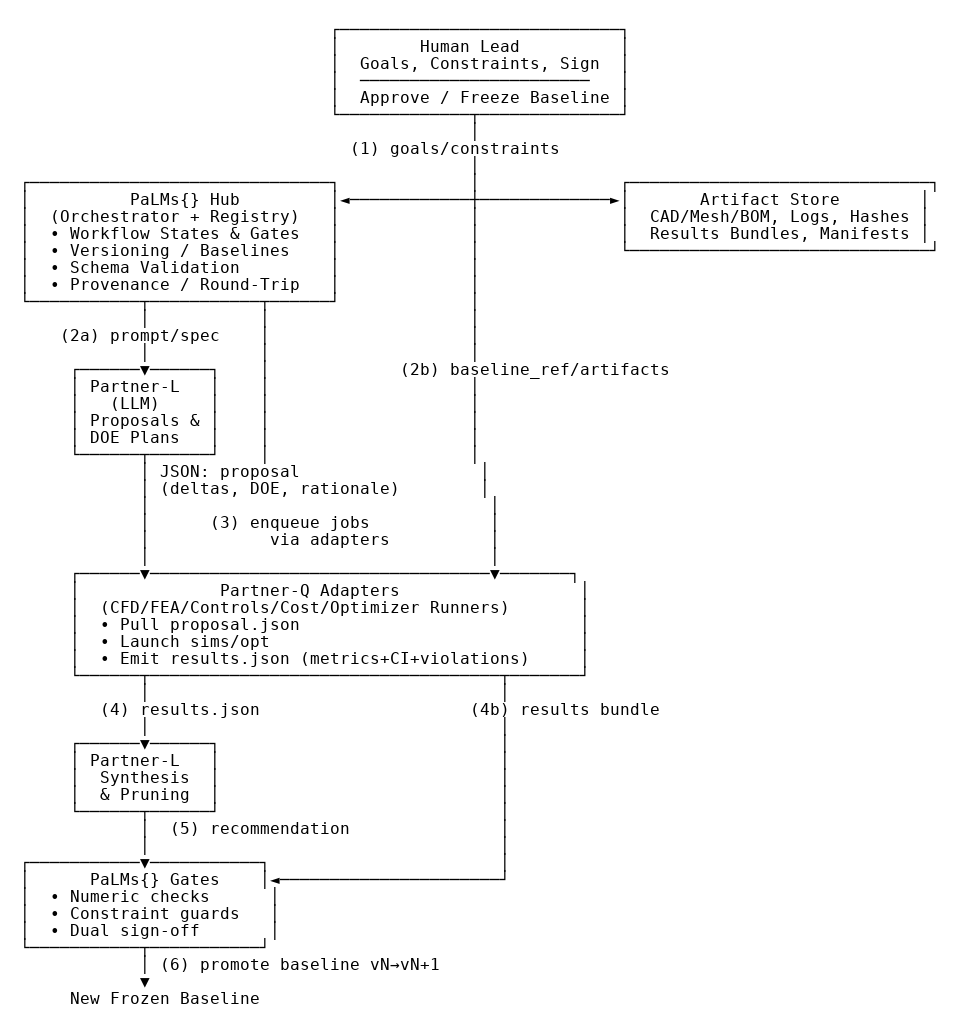 Human Lead
Goals, Constraints, Sign
Approve / Freeze Baseline
(1) goals/constraints
PaLMs{} Hub
(Orchestrator + Registry)
• Workflow States & Gates
• Versioning / Baselines
• Schema Validation
• Provenance / Round-Trip
Artifact Store
CAD/Mesh/BOM, Logs, Hashes
Results Bundles, Manifests
(2a) prompt/spec
(2b) baseline_ref/artifacts
Partner-L
(LLM)
Proposals &
DOE Plans
JSON: proposal
(deltas, DOE, rationale)
(3) enqueue jobs
via adapters
Partner-Q Adapters
(CFD/FEA/Controls/Cost/Optimizer Runners)
• Pull proposal.json
• Launch sims/opt
• Emit results.json (metrics+CI+violations)
(4) results.json
(4b) results bundle
Partner-L
Synthesis
& Pruning
(5) recommendation
PaLMs{} Gates
• Numeric checks
• Constraint guards
• Dual sign-off
(6) promote baseline vN→vN+1
New Frozen Baseline